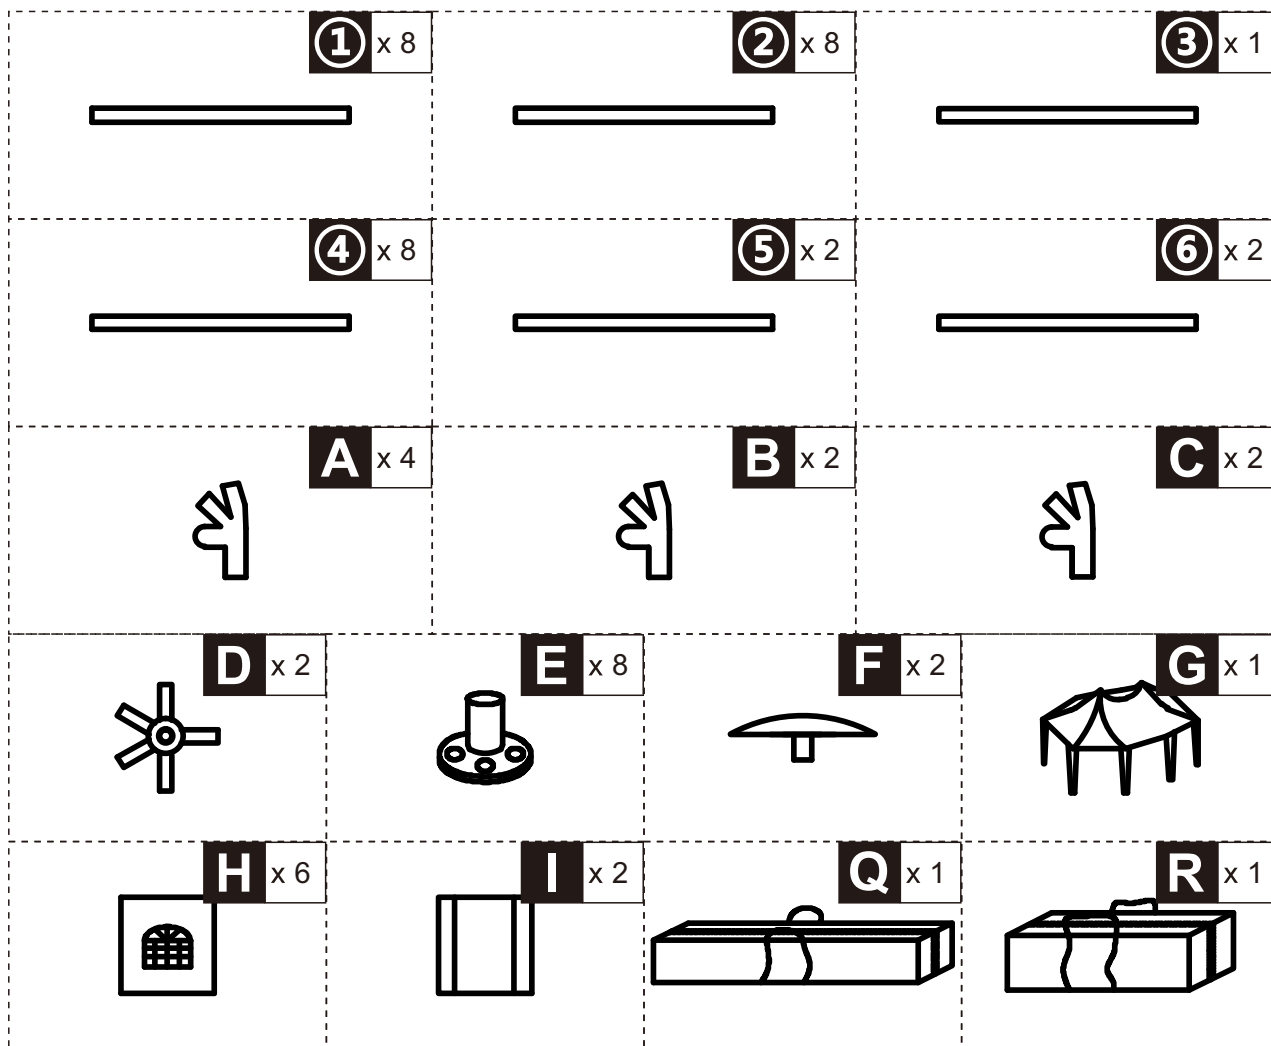 ① x 8 ② x 8 ③ x 1
④ x 8 ⑤ x 2 ⑥ x 2
A x 4 B x 2 C x 2
D x 2 E x 8 F x 2 G x 1
H x 6 I x 2 Q x 1 R x 1